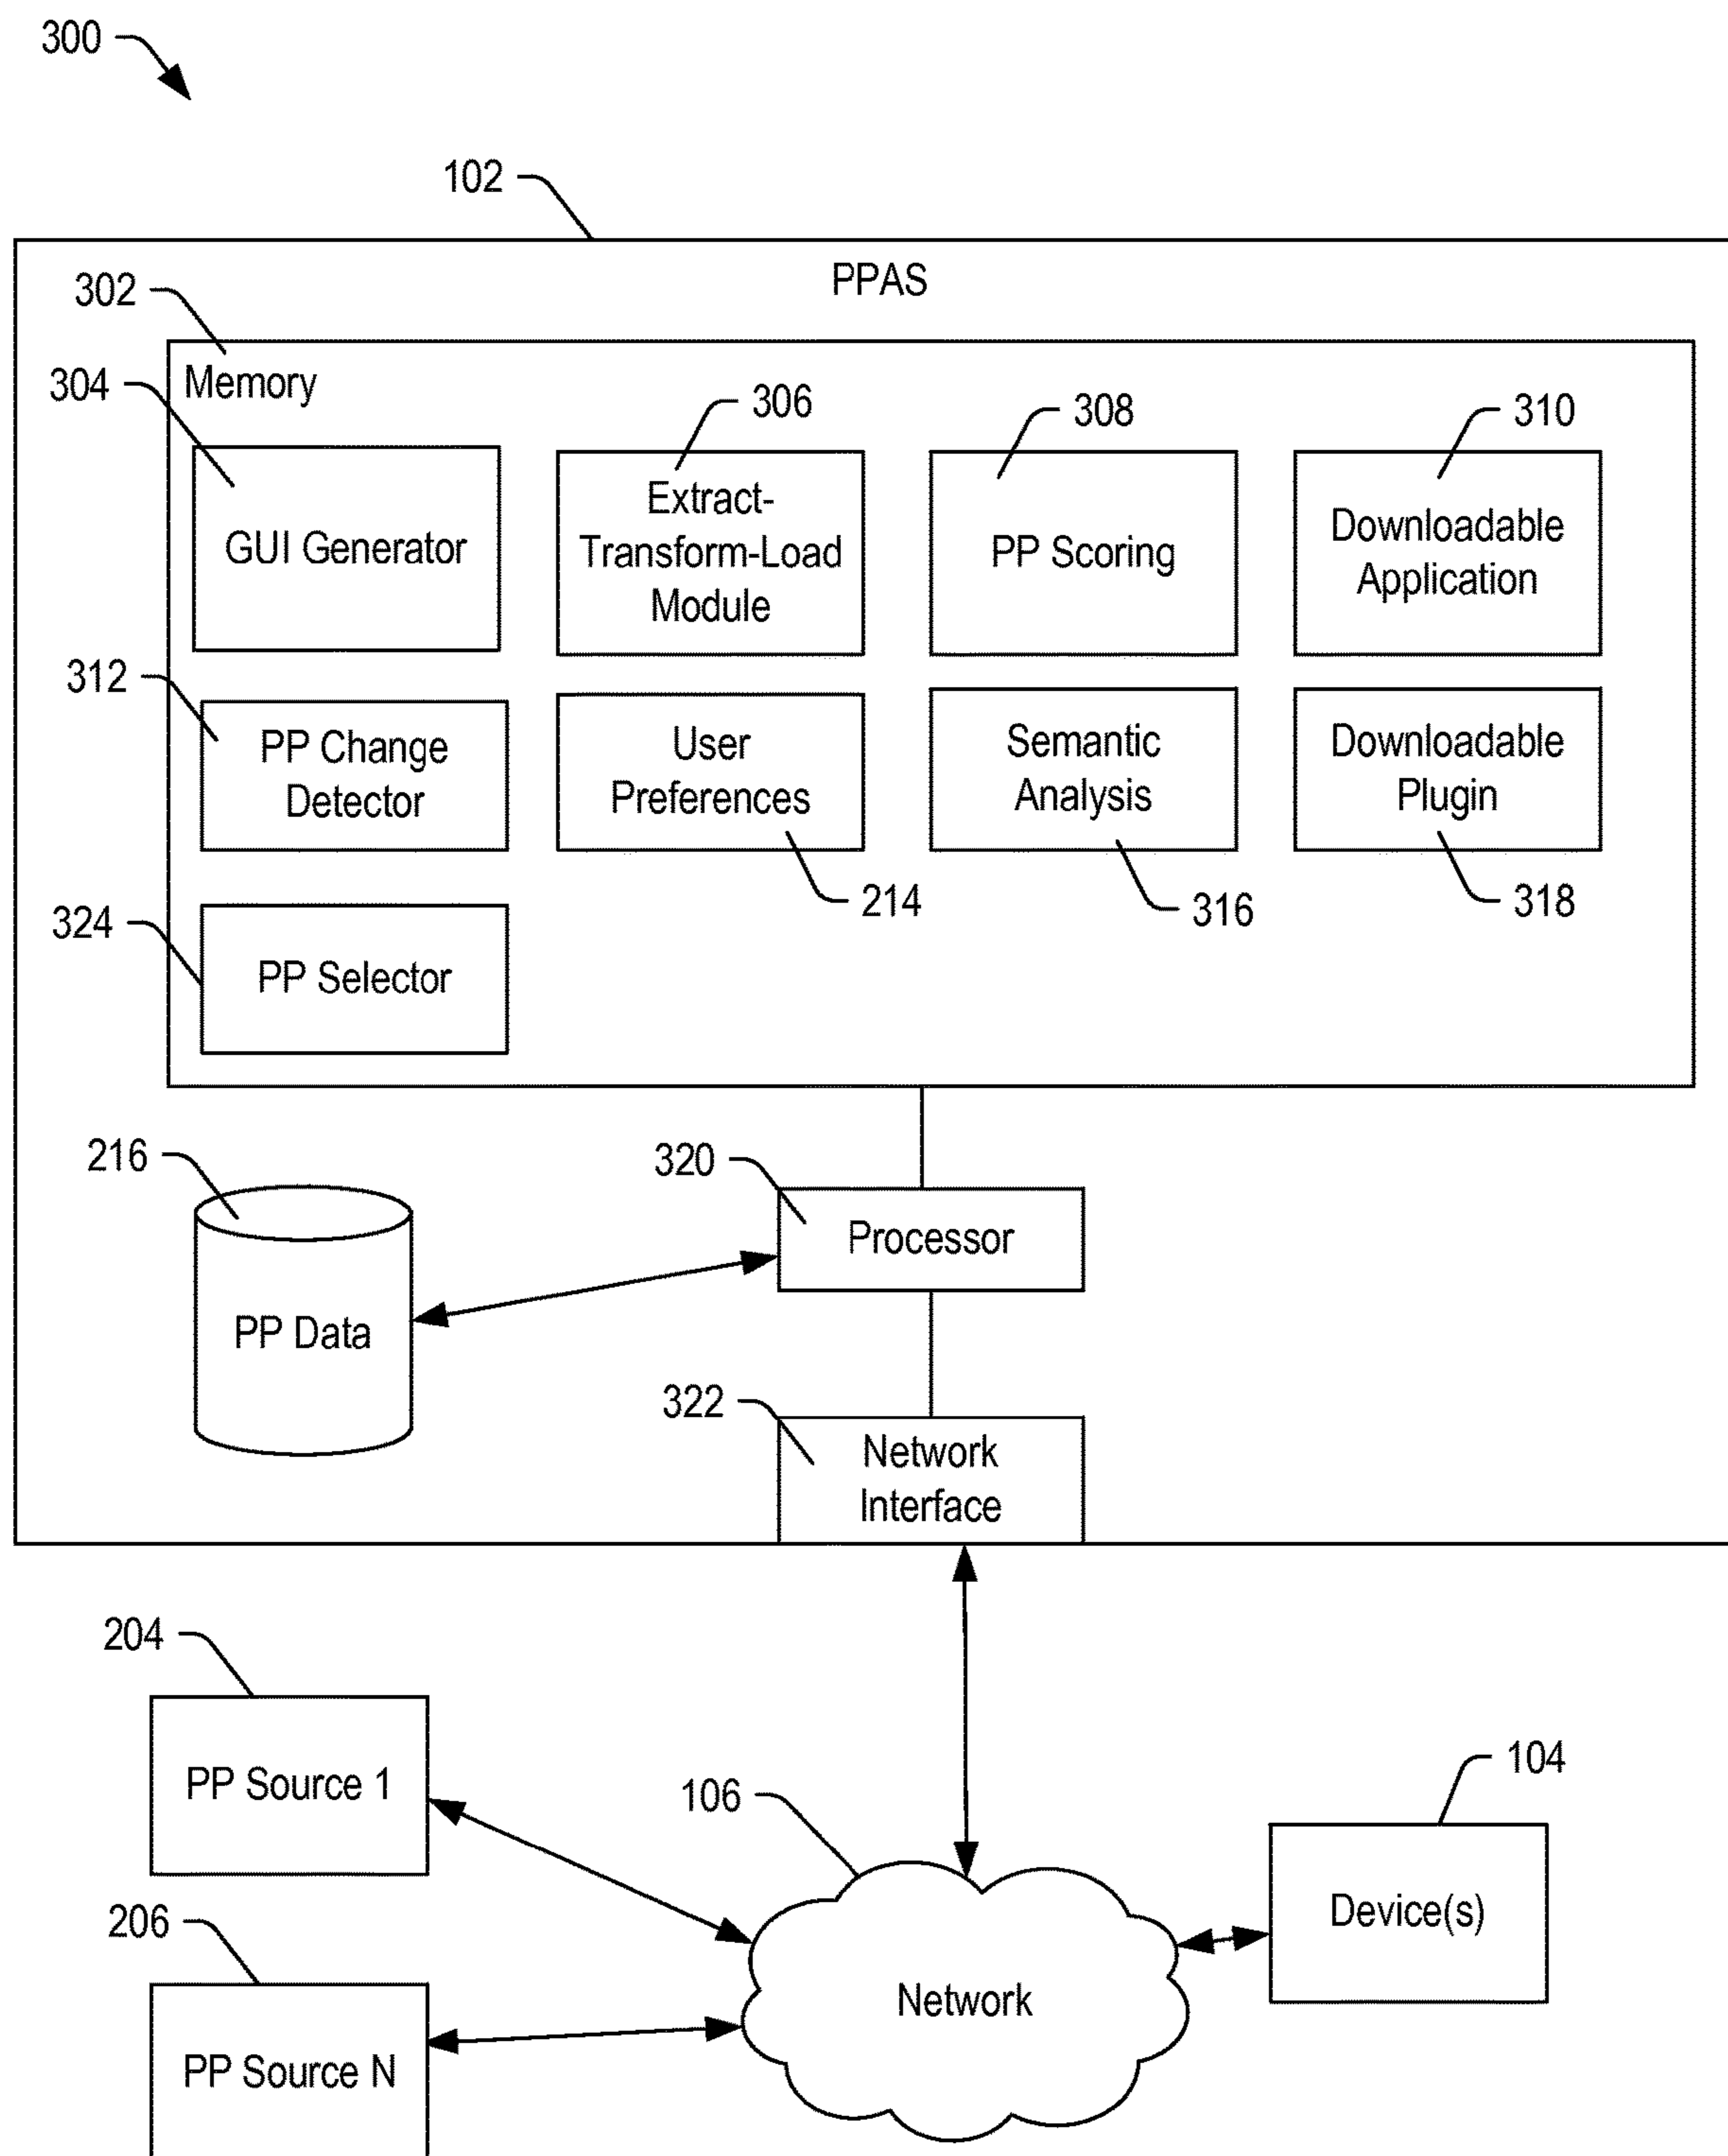 300
102
PPAS
302
Memory
304
306
308
310
GUI Generator
Extract-
Transform-Load
Module
PP Scoring
Downloadable
Application
312
PP Change
Detector
User
Preferences
Semantic
Analysis
Downloadable
Plugin
214
316
318
324
PP Selector
216
320
Processor
PP Data
322
Network
Interface
204
PP Source 1
106
104
Device(s)
206
Network
PP Source N